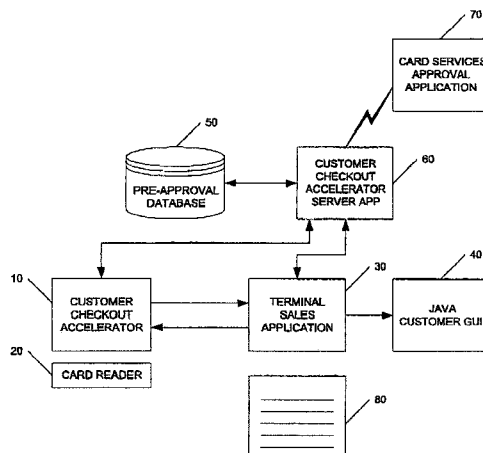 70
CARD SERVICES
APPROVAL
APPLICATION
50
PRE-APPROVAL
DATABASE
CUSTOMER
CHECKOUT
ACCELERATOR
SERVER APP
60
10
CUSTOMER
CHECKOUT
ACCELERATOR
30
TERMINAL
SALES
APPLICATION
40
JAVA
CUSTOMER GUI
20
CARD READER
80